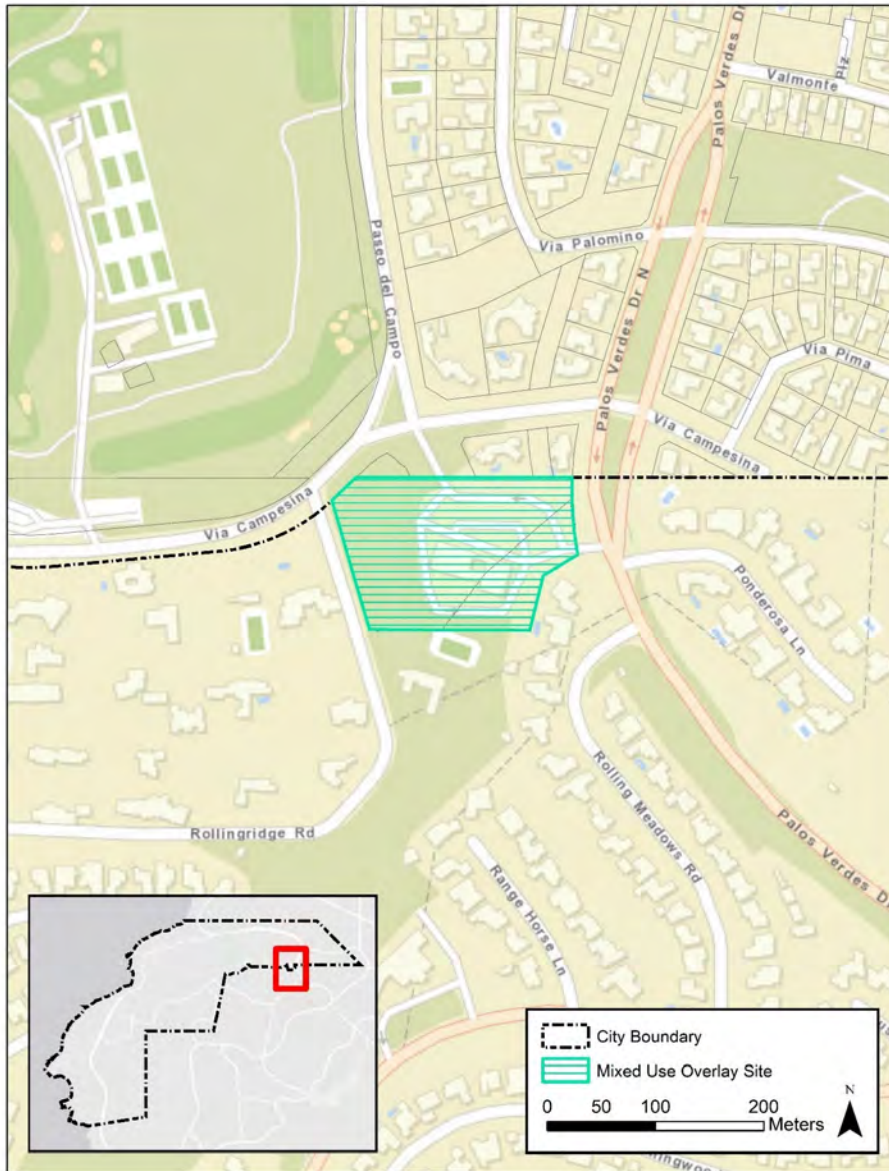 Palos Verdes Dr
Valmonte Plz
Palos Verdes Dr N
Via Palomino
Paseo del Campo
Via Pima
Via Campesina
Via Campesina
Ponderosa Ln
Rollingridge Rd
Rolling Meadows Rd
Palos Verdes Dr
Range Horse Ln
City Boundary
Mixed Use Overlay Site
0 50 100 200
Meters
N